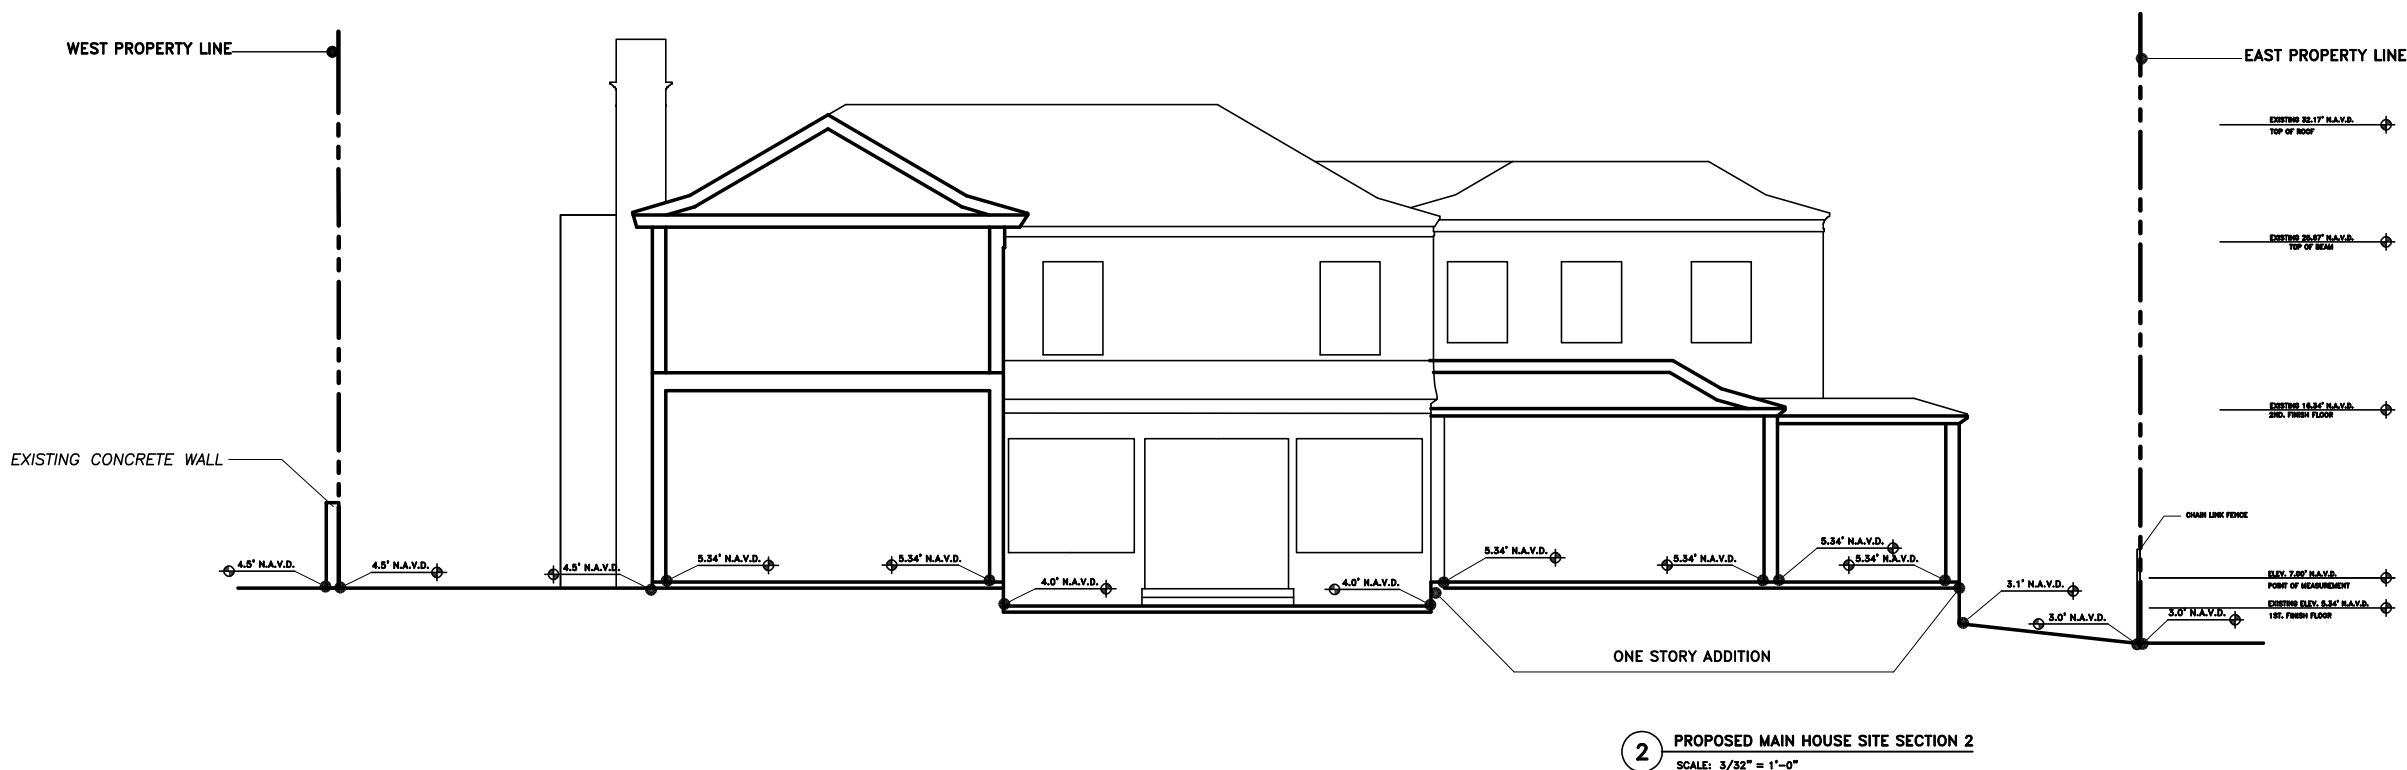 WEST PROPERTY LINE
EAST PROPERTY LINE
EXISTING 32.17' N.A.V.D.
TOP OF ROOF
EXISTING 25.67' N.A.V.D.
TOP OF BEAM
EXISTING 16.34' N.A.V.D.
2ND. FINISH FLOOR
EXISTING CONCRETE WALL
CHAIN LINK FENCE
4.5' N.A.V.D.
4.5' N.A.V.D.
4.5' N.A.V.D.
5.34' N.A.V.D.
5.34' N.A.V.D.
4.0' N.A.V.D.
4.0' N.A.V.D.
5.34' N.A.V.D.
5.34' N.A.V.D.
5.34' N.A.V.D.
5.34' N.A.V.D.
3.1' N.A.V.D.
3.0' N.A.V.D.
3.0' N.A.V.D.
ELEV. 7.00' N.A.V.D.
POINT OF MEASUREMENT
EXISTING ELEV. 5.34' N.A.V.D.
1ST. FINISH FLOOR
ONE STORY ADDITION
2
PROPOSED MAIN HOUSE SITE SECTION 2
SCALE: 3/32" = 1'-0"